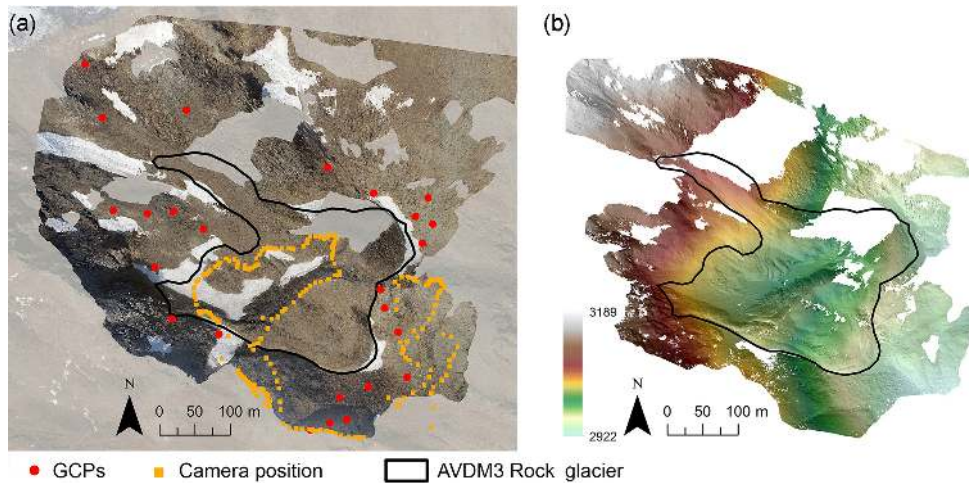 (a)
(b)
3189
2922
N
0 50 100 m
N
0 50 100 m
GCPs
Camera position
AVDM3 Rock glacier